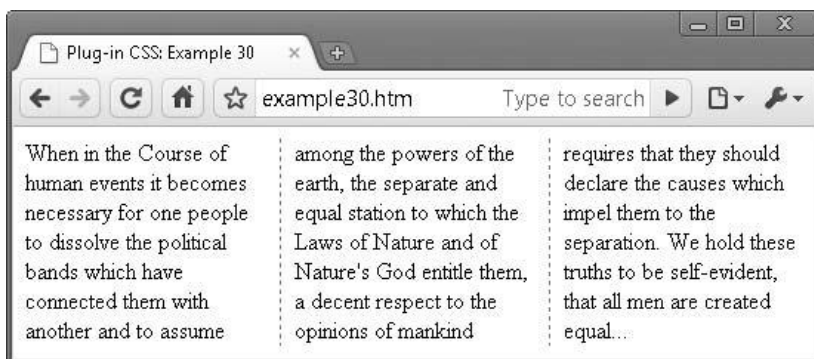 Plug-in CSS: Example 30
example30.htm Type to search
When in the Course of
human events it becomes
necessary for one people
to dissolve the political
bands which have
connected them with
another and to assume
among the powers of the
earth, the separate and
equal station to which the
Laws of Nature and of
Nature's God entitle them,
a decent respect to the
opinions of mankind
requires that they should
declare the causes which
impel them to the
separation. We hold these
truths to be self-evident,
that all men are created
equal...